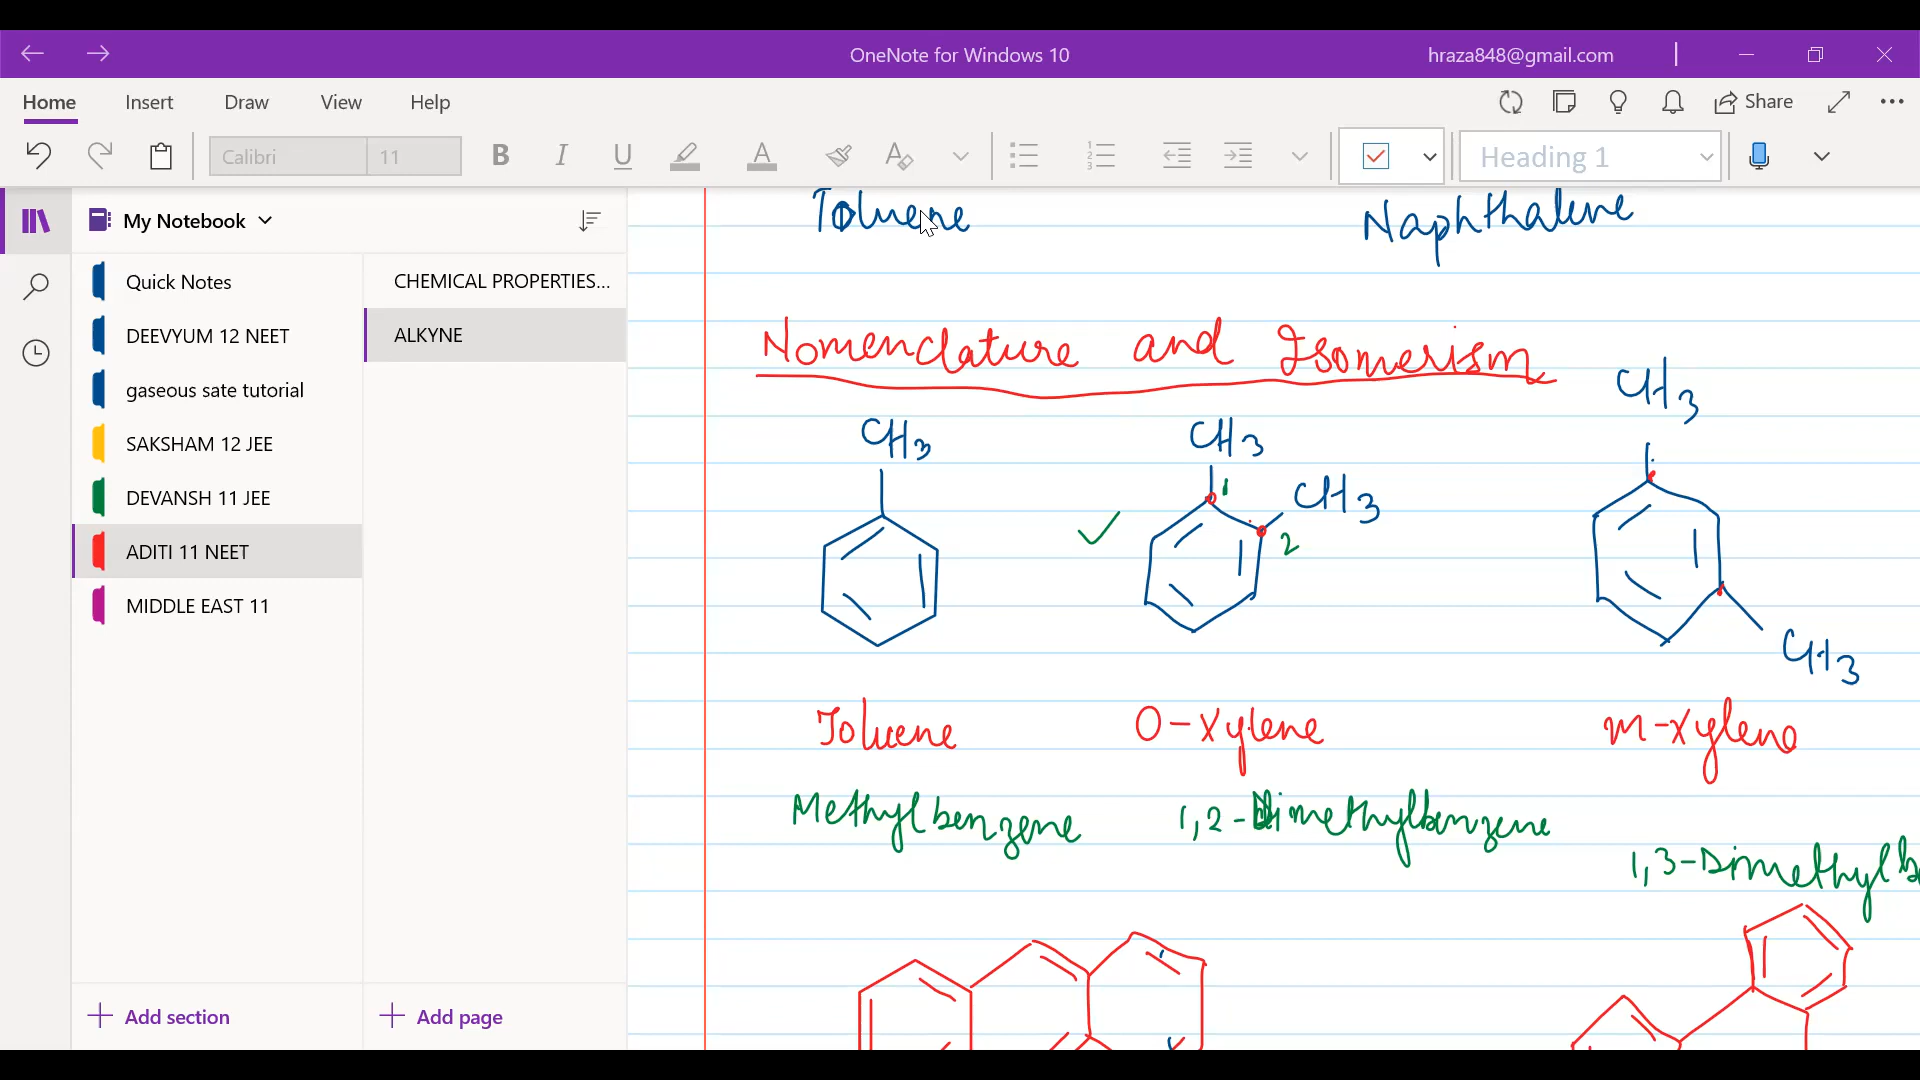 OneNote for Windows 10
hraza848@gmail.com
Home Insert Draw View Help
Share
Calibri 11 B I U A A Heading 1
My Notebook
Quick Notes
DEEVYUM 12 NEET
gaseous sate tutorial
SAKSHAM 12 JEE
DEVANSH 11 JEE
ADITI 11 NEET
MIDDLE EAST 11
Add section
CHEMICAL PROPERTIES...
ALKYNE
Add page
Toluene Naphthalene
Nomenclature and Isomerism
CH3 CH3 CH3
1 CH3
2
CH3
Toluene O-Xylene m-xylene
Methylbenzene 1,2-Dimethylbenzene
1,3-Dimethylb